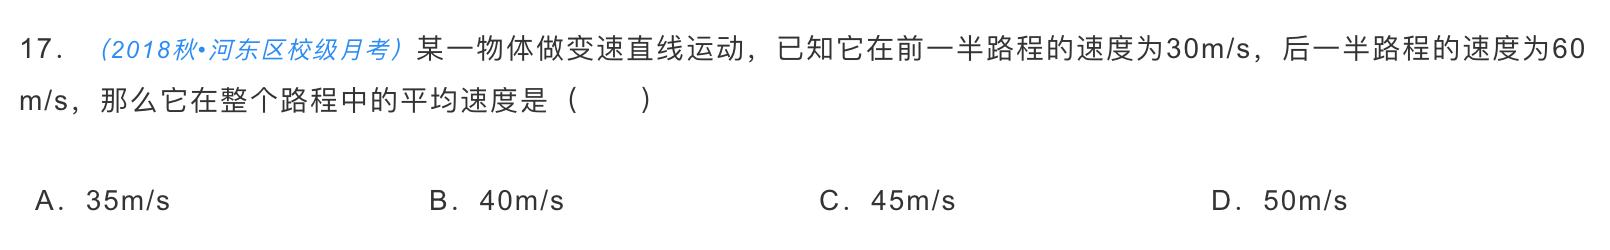 17. （2018秋•河东区校级月考）某一物体做变速直线运动，已知它在前一半路程的速度为30m/s，后一半路程的速度为60
m/s，那么它在整个路程中的平均速度是（　　）
A．35m/s B．40m/s C．45m/s D．50m/s